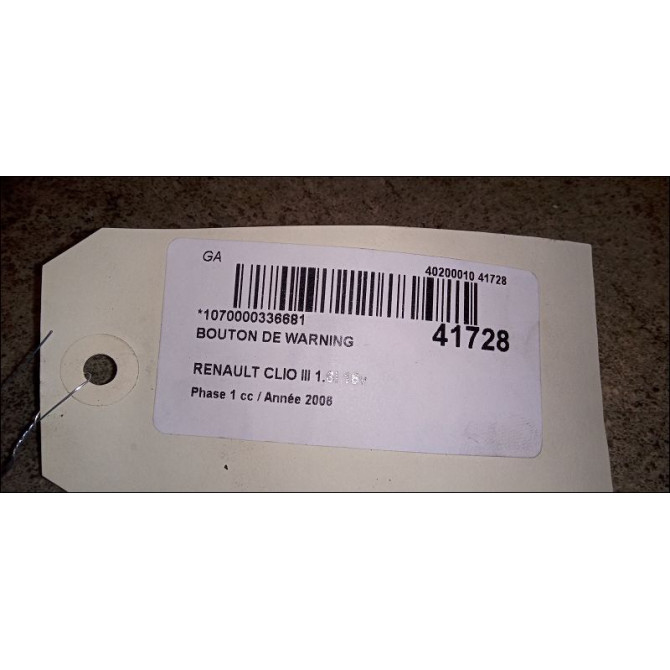 GA
40200010 41728
*1070000336681
BOUTON DE WARNING
41728
RENAULT CLIO III
Phase 1 cc / Année 2006